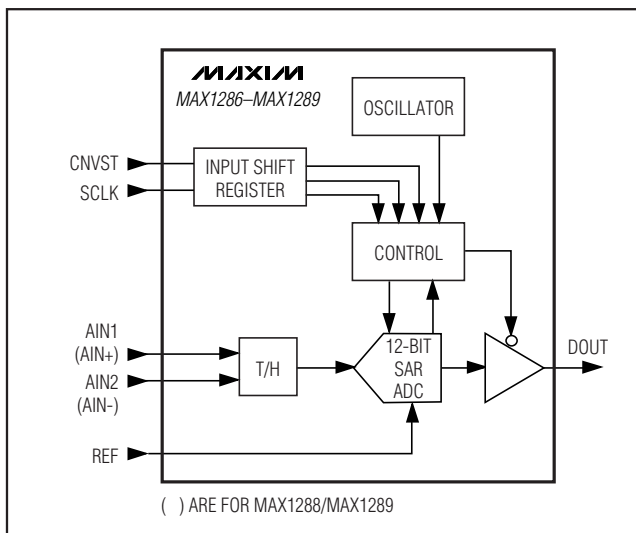 MAXIM
MAX1286–MAX1289
OSCILLATOR
CNVST
SCLK
INPUT SHIFT
REGISTER
CONTROL
AIN1
(AIN+)
AIN2
(AIN-)
T/H
12-BIT
SAR
ADC
DOUT
REF
( ) ARE FOR MAX1288/MAX1289